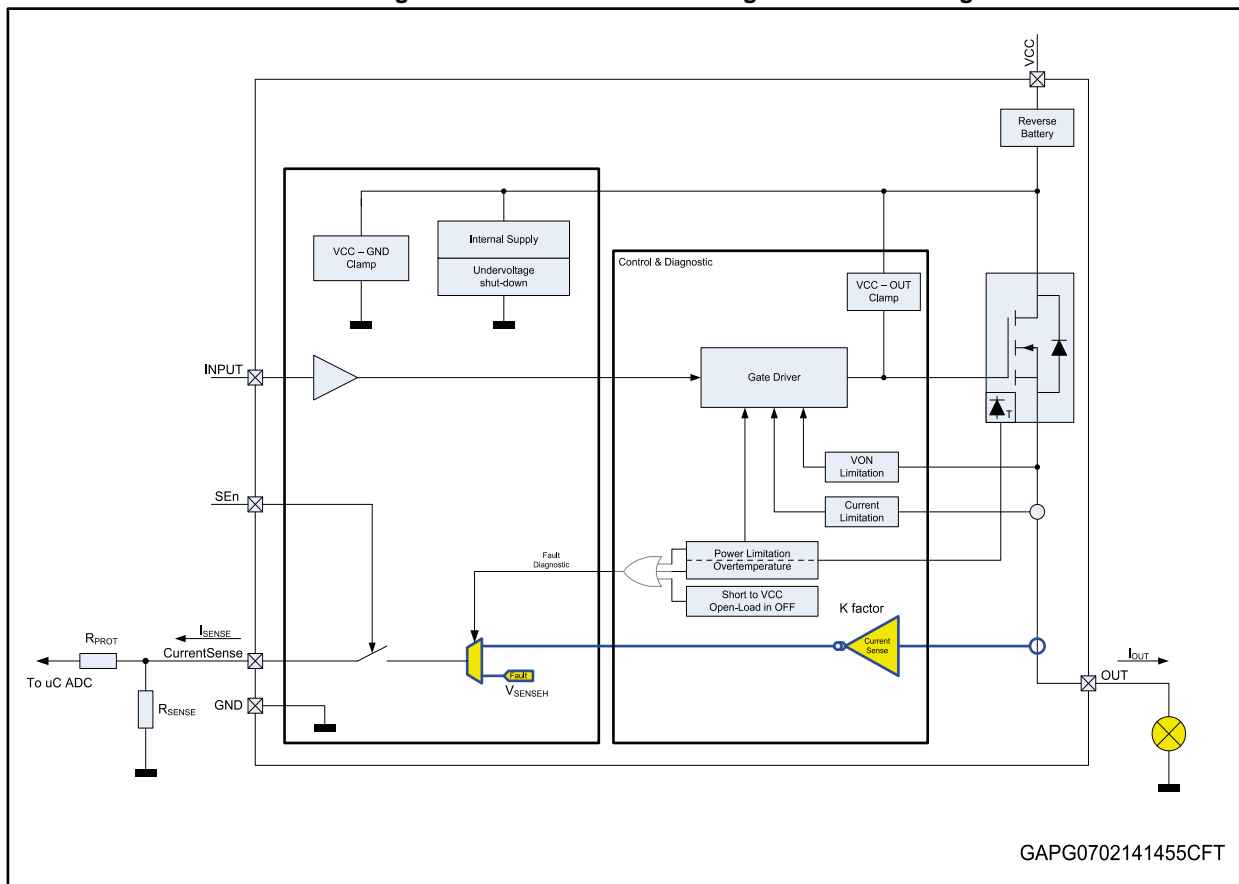 VCC
Reverse
Battery
VCC – GND
Clamp
Internal Supply
Undervoltage
shut-down
Control & Diagnostic
VCC – OUT
Clamp
INPUT
Gate Driver
T
VON
Limitation
SEn
Current
Limitation
Fault
Diagnostic
Power Limitation
Overtemperature
Short to VCC
Open-Load in OFF
K factor
Current
Sense
ISENSE
RPROT
CurrentSense
To uC ADC
Fault
VSENSEH
IOUT
OUT
RSENSE
GND
GAPG0702141455CFT